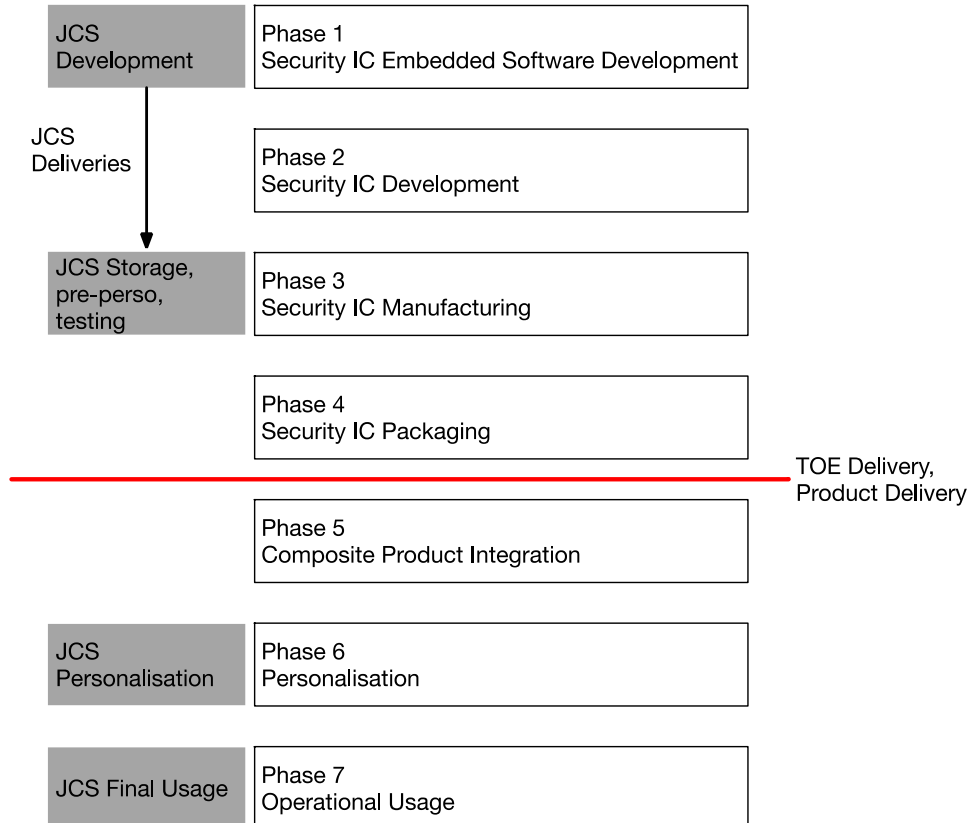 JCS
Development
Phase 1
Security IC Embedded Software Development
JCS
Deliveries
Phase 2
Security IC Development
JCS Storage,
pre-perso,
testing
Phase 3
Security IC Manufacturing
Phase 4
Security IC Packaging
TOE Delivery,
Product Delivery
Phase 5
Composite Product Integration
JCS
Personalisation
Phase 6
Personalisation
JCS Final Usage
Phase 7
Operational Usage